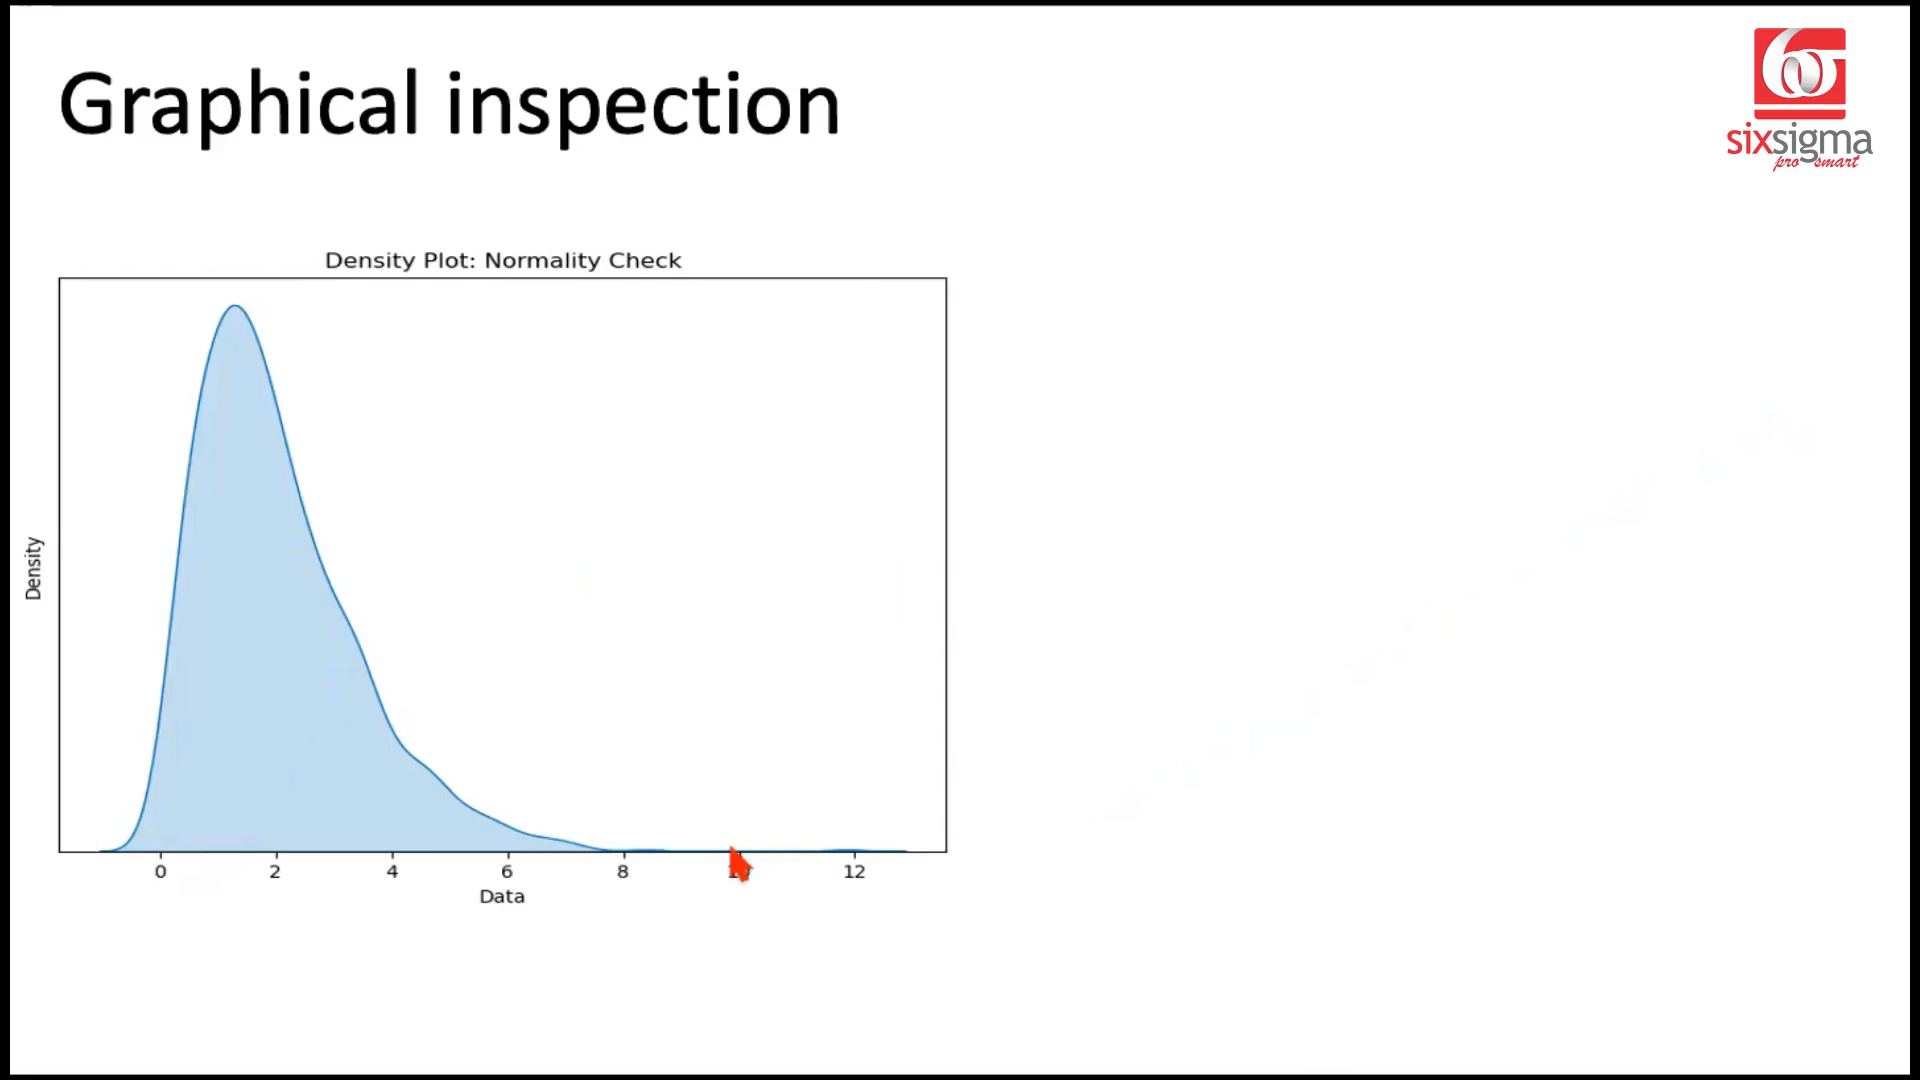 Graphical inspection
sixsigma
pro smart
Density Plot: Normality Check
Density
0 2 4 6 8 12
Data